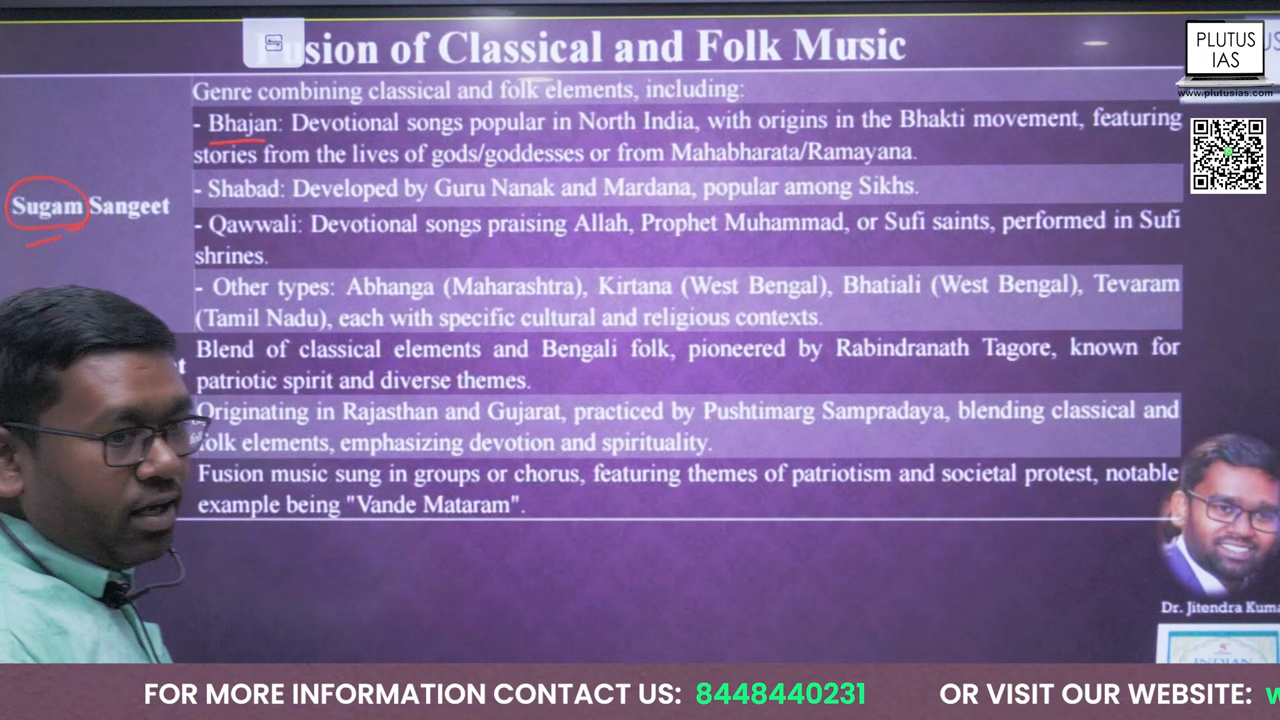 Fusion of Classical and Folk Music
PLUTUS
IAS
www.plutusias.com
Genre combining classical and folk elements, including:
- Bhajan: Devotional songs popular in North India, with origins in the Bhakti movement, featuring
stories from the lives of gods/goddesses or from Mahabharata/Ramayana.
- Shabad: Developed by Guru Nanak and Mardana, popular among Sikhs.
Sugam Sangeet
- Qawwali: Devotional songs praising Allah, Prophet Muhammad, or Sufi saints, performed in Sufi
shrines.
- Other types: Abhanga (Maharashtra), Kirtana (West Bengal), Bhatiali (West Bengal), Tevaram
(Tamil Nadu), each with specific cultural and religious contexts.
Blend of classical elements and Bengali folk, pioneered by Rabindranath Tagore, known for
patriotic spirit and diverse themes.
Originating in Rajasthan and Gujarat, practiced by Pushtimarg Sampradaya, blending classical and
folk elements, emphasizing devotion and spirituality.
Fusion music sung in groups or chorus, featuring themes of patriotism and societal protest, notable
example being "Vande Mataram".
Dr. Jitendra Kuma
INDIAN
FOR MORE INFORMATION CONTACT US: 8448440231 OR VISIT OUR WEBSITE: w